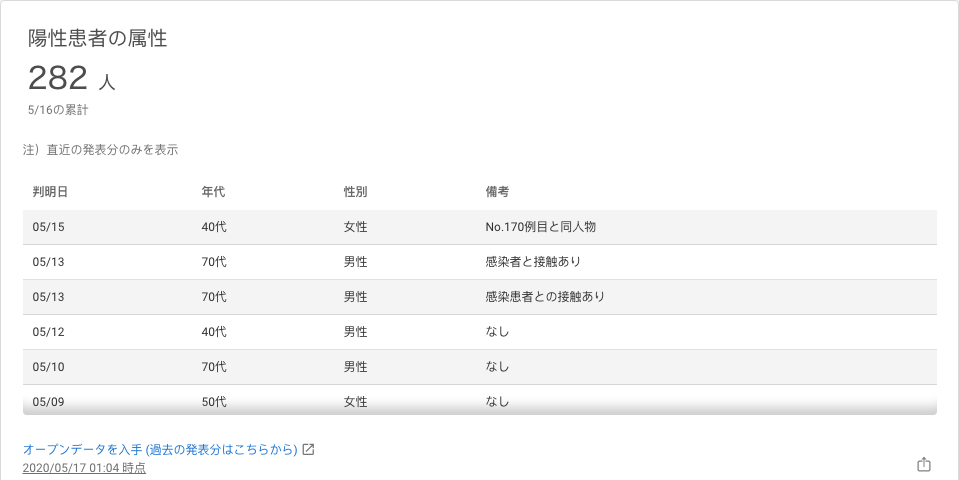 陽性患者の属性
282 人
5/16の累計
注）直近の発表分のみを表示
判明日 年代 性別 備考
05/15 40代 女性 No.170例目と同人物
05/13 70代 男性 感染者と接触あり
05/13 70代 男性 感染患者との接触あり
05/12 40代 男性 なし
05/10 70代 男性 なし
05/09 50代 女性 なし
オープンデータを入手 (過去の発表分はこちらから)
2020/05/17 01:04 時点